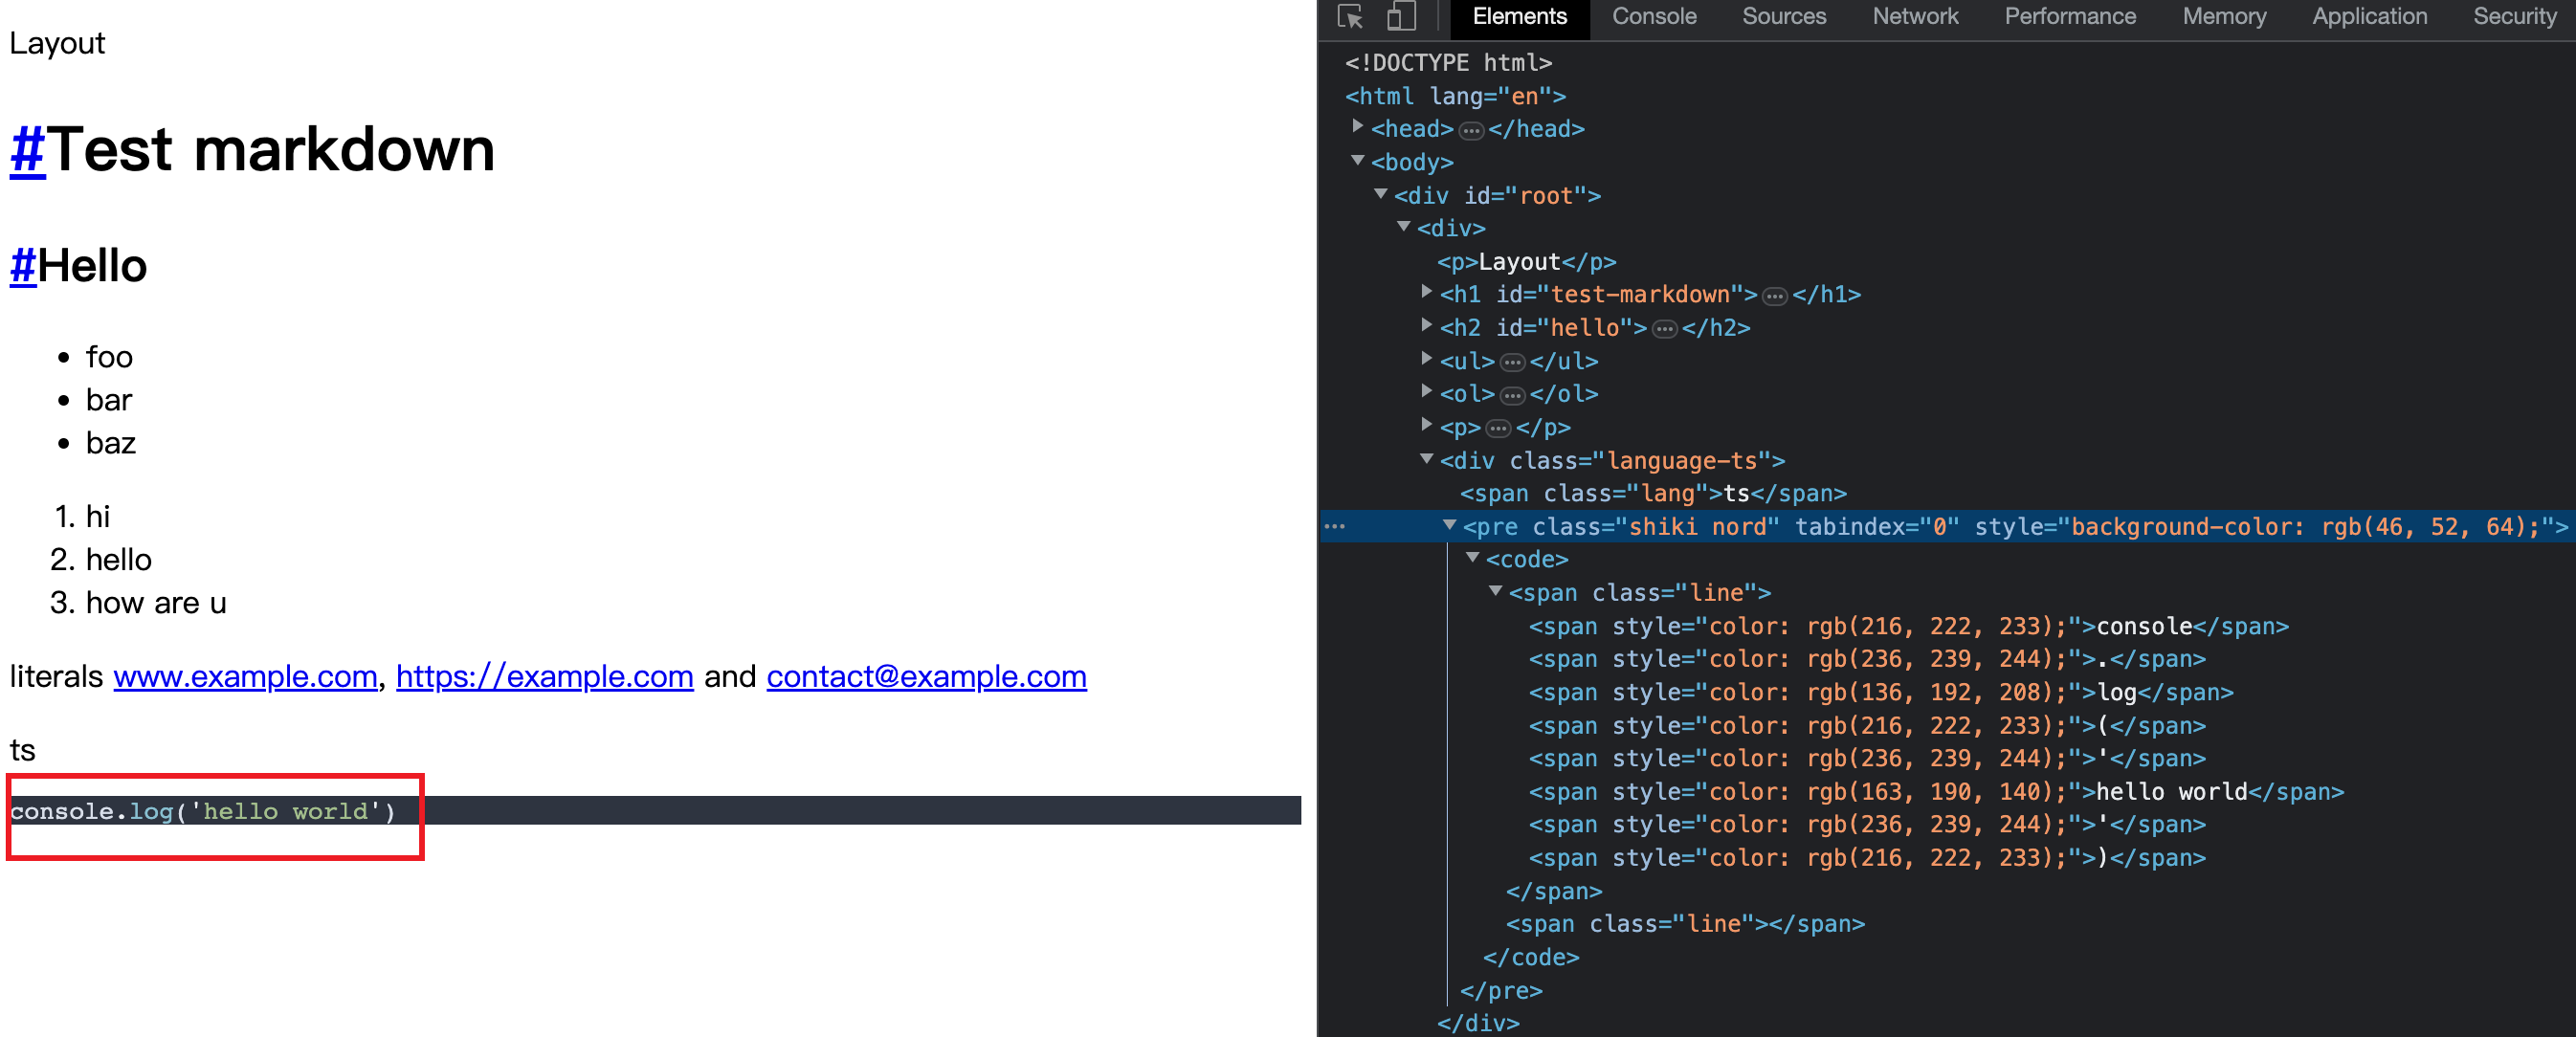 Layout
#Test markdown
#Hello
• foo
• bar
• baz
1. hi
2. hello
3. how are u
literals www.example.com, https://example.com and contact@example.com
ts
console.log('hello world')
Elements Console Sources Network Performance Memory Application Security
<!DOCTYPE html>
<html lang="en">
<head>…</head>
<body>
<div id="root">
<div>
<p>Layout</p>
<h1 id="test-markdown">…</h1>
<h2 id="hello">…</h2>
<ul>…</ul>
<ol>…</ol>
<p>…</p>
<div class="language-ts">
<span class="lang">ts</span>
<pre class="shiki nord" tabindex="0" style="background-color: rgb(46, 52, 64);">
<code>
<span class="line">
<span style="color: rgb(216, 222, 233);">console</span>
<span style="color: rgb(236, 239, 244);">.</span>
<span style="color: rgb(136, 192, 208);">log</span>
<span style="color: rgb(216, 222, 233);">(</span>
<span style="color: rgb(236, 239, 244);">'</span>
<span style="color: rgb(163, 190, 140);">hello world</span>
<span style="color: rgb(236, 239, 244);">'</span>
<span style="color: rgb(216, 222, 233);">)</span>
</span>
<span class="line"></span>
</code>
</pre>
</div>